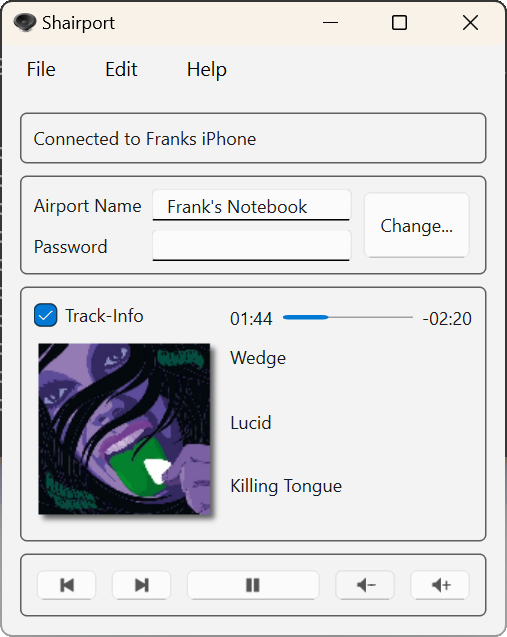 Shairport
File Edit Help
Connected to Franks iPhone
Airport Name Frank's Notebook
Change...
Password
Track-Info 01:44 -02:20
Wedge
Lucid
Killing Tongue